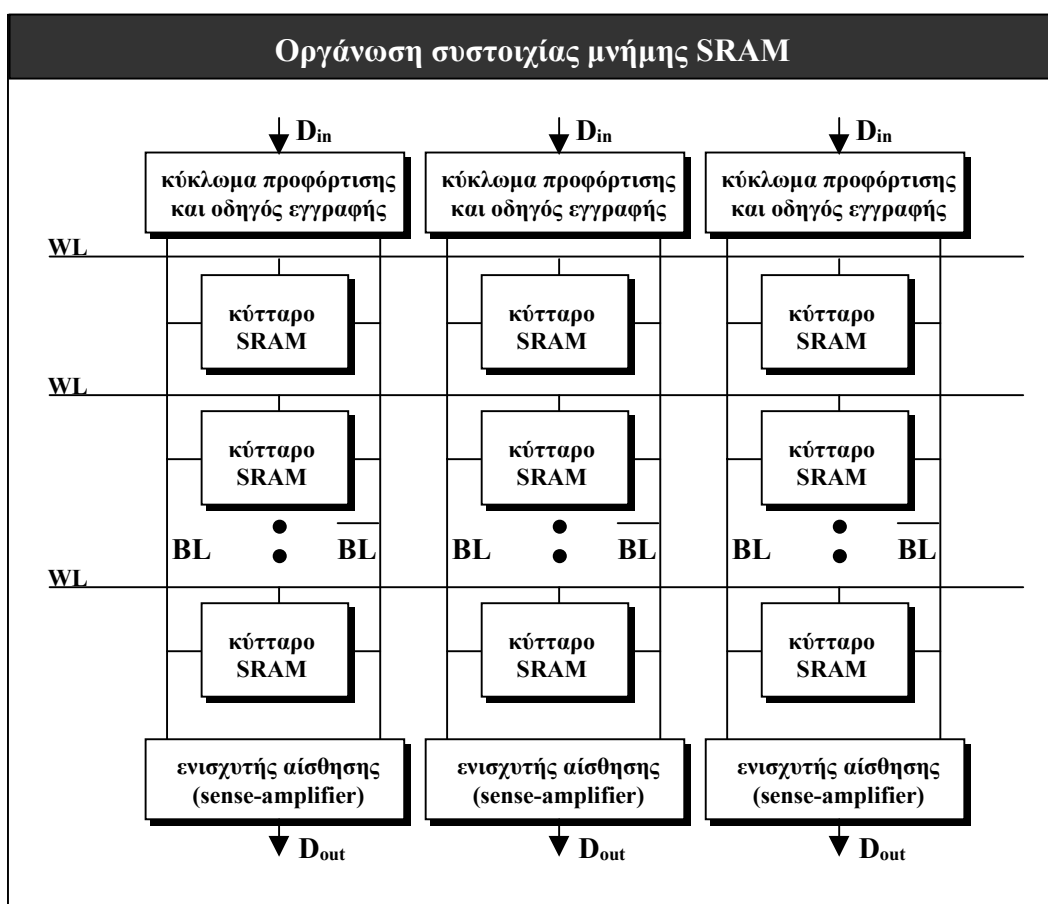 Οργάνωση συστοιχίας μνήμης SRAM
Din Din Din
κύκλωμα προφόρτισης κύκλωμα προφόρτισης κύκλωμα προφόρτισης
και οδηγός εγγραφής και οδηγός εγγραφής και οδηγός εγγραφής
WL
κύτταρο κύτταρο κύτταρο
SRAM SRAM SRAM
WL
κύτταρο κύτταρο κύτταρο
SRAM SRAM SRAM
BL B̅L̅ BL B̅L̅ BL B̅L̅
WL
κύτταρο κύτταρο κύτταρο
SRAM SRAM SRAM
ενισχυτής αίσθησης ενισχυτής αίσθησης ενισχυτής αίσθησης
(sense-amplifier) (sense-amplifier) (sense-amplifier)
Dout Dout Dout